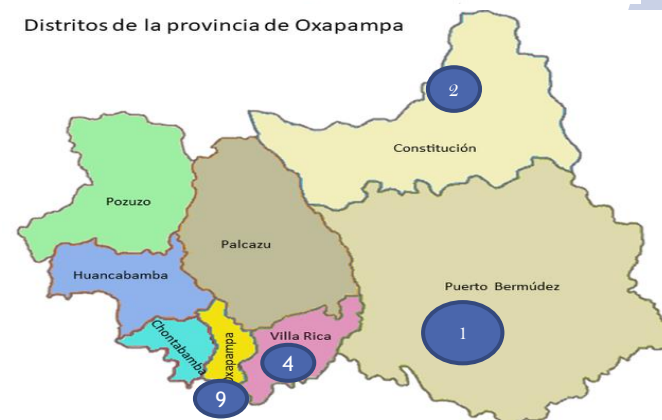 Distritos de la provincia de Oxapampa
2
Constitución
Pozuzo
Palcazu
Huancabamba
Puerto Bermúdez
Chontabamba
Oxapampa
Villa Rica
1
4
9